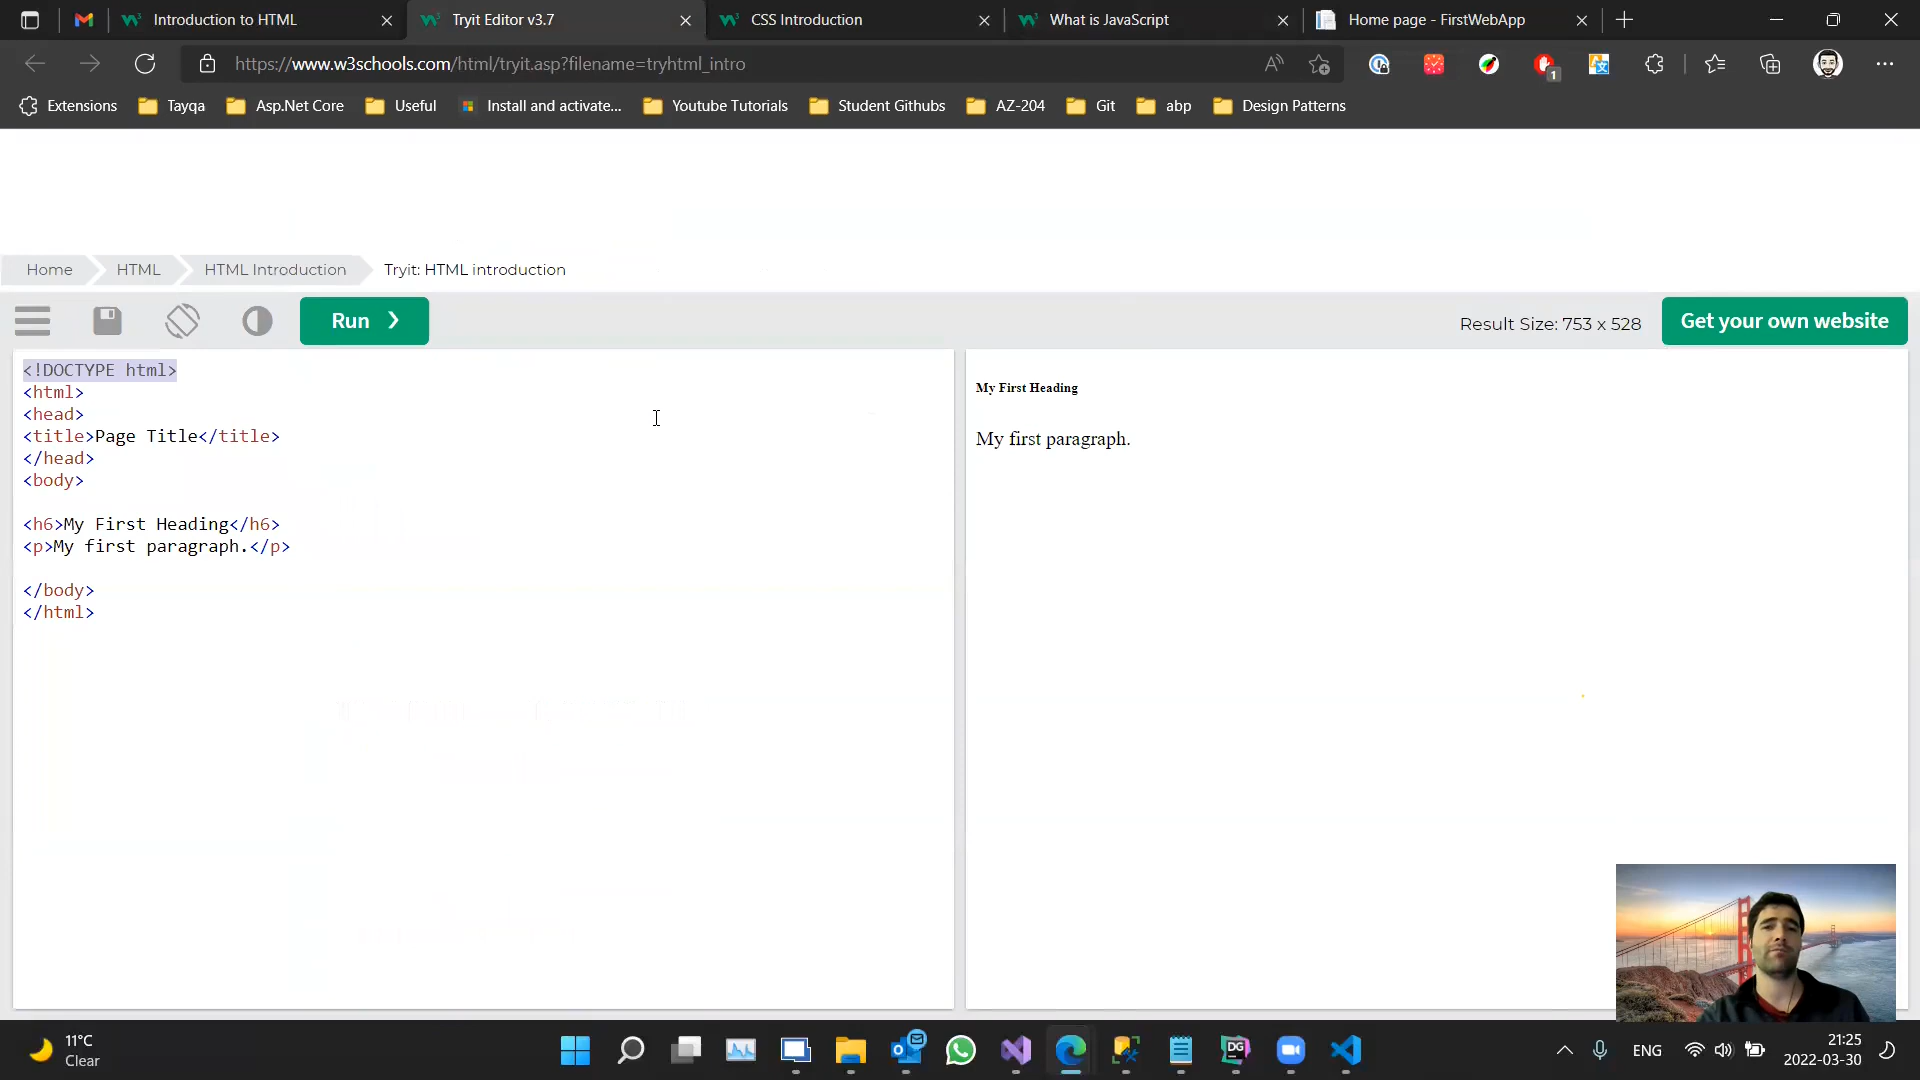 Introduction to HTML
Tryit Editor v3.7
CSS Introduction
What is JavaScript
Home page - FirstWebApp
https://www.w3schools.com/html/tryit.asp?filename=tryhtml_intro
1
Extensions
Tayqa
Asp.Net Core
Useful
Install and activate...
Youtube Tutorials
Student Githubs
AZ-204
Git
abp
Design Patterns
Home
HTML
HTML Introduction
Tryit: HTML introduction
Run ❯
Result Size: 753 x 528
Get your own website
<!DOCTYPE html>
<html>
<head>
<title>Page Title</title>
</head>
<body>
<h6>My First Heading</h6>
<p>My first paragraph.</p>
</body>
</html>
My First Heading
My first paragraph.
11°C
Clear
DG
ENG
21:25
2022-03-30